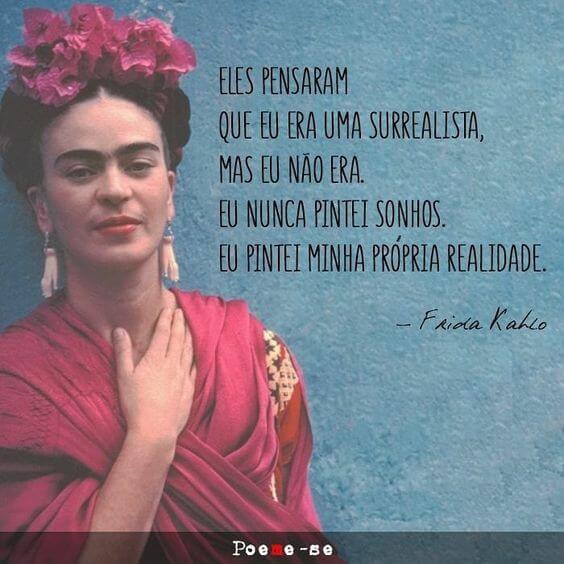 ELES PENSARAM
QUE EU ERA UMA SURREALISTA,
MAS EU NÃO ERA.
EU NUNCA PINTEI SONHOS.
EU PINTEI MINHA PRÓPRIA REALIDADE.
– Frida Kahlo
Poeme-se